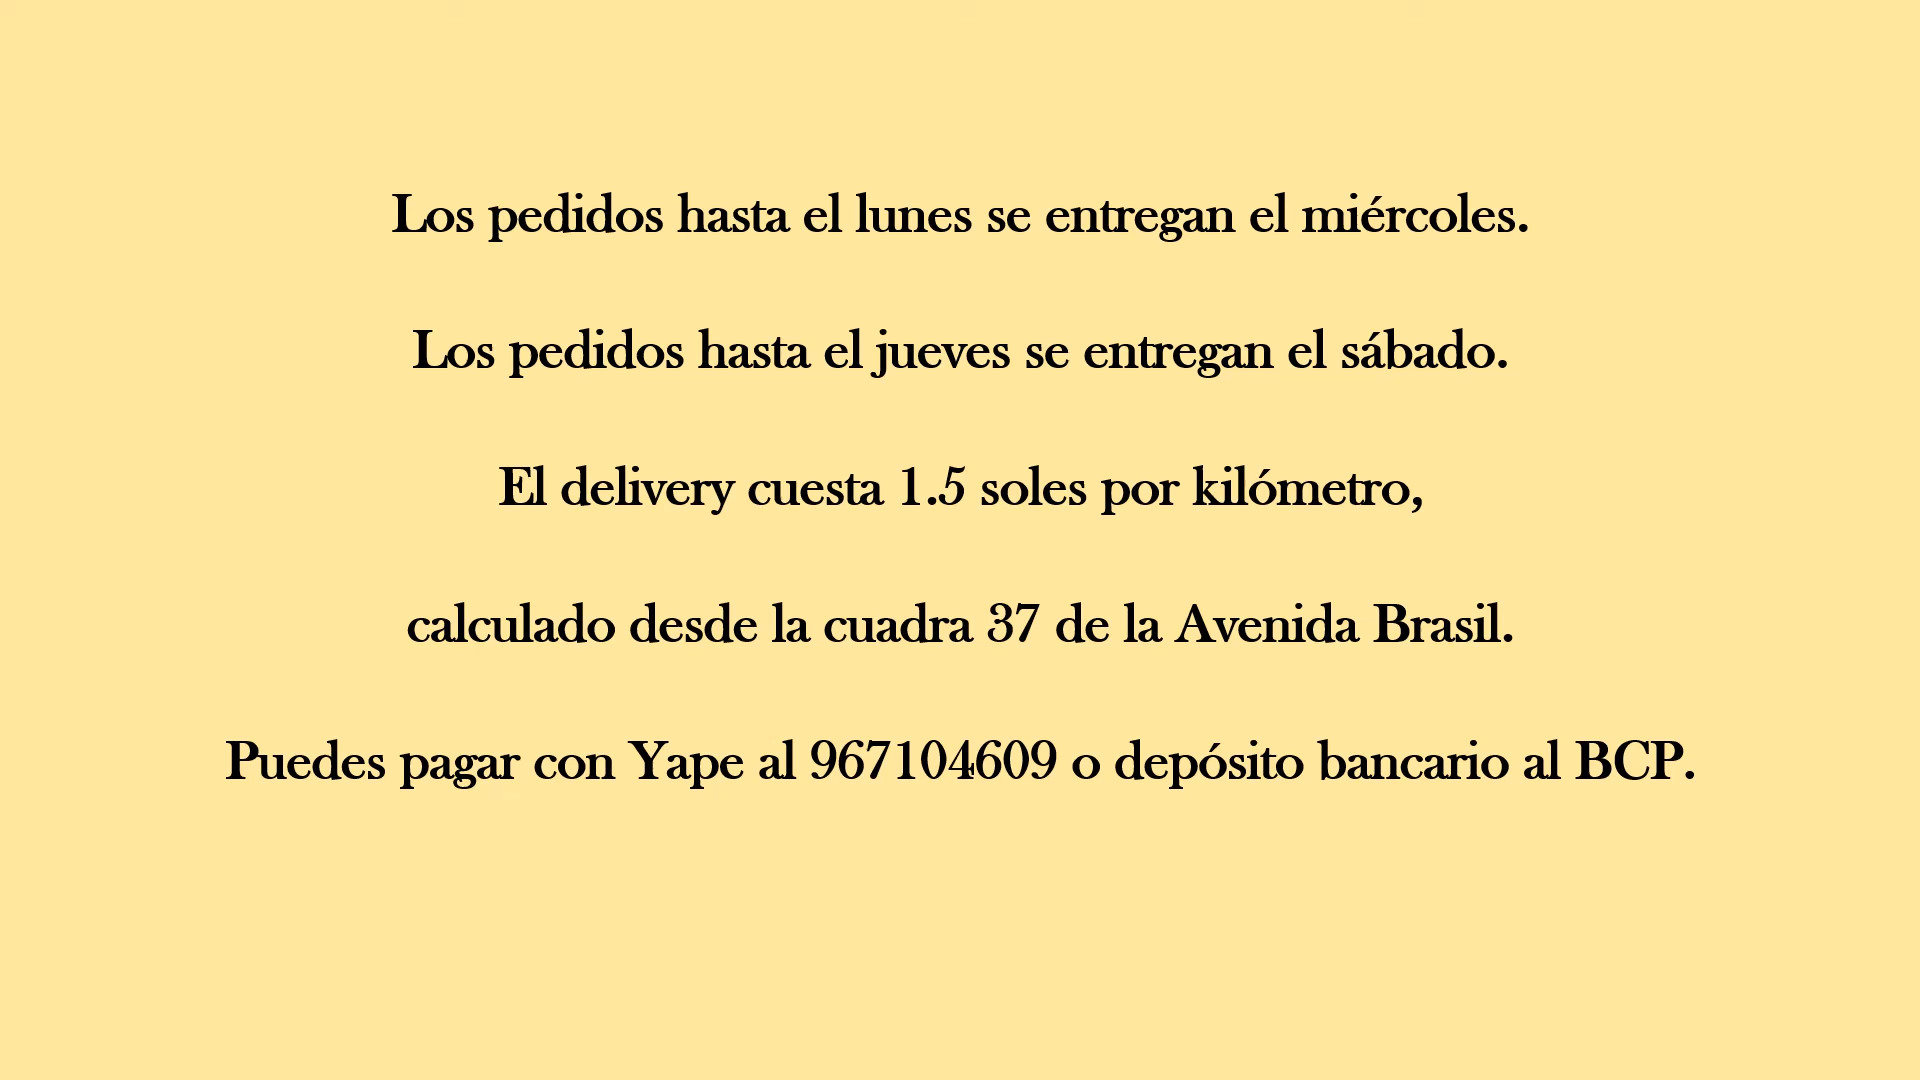 Los pedidos hasta el lunes se entregan el miércoles.
Los pedidos hasta el jueves se entregan el sábado.
El delivery cuesta 1.5 soles por kilómetro,
calculado desde la cuadra 37 de la Avenida Brasil.
Puedes pagar con Yape al 967104609 o depósito bancario al BCP.